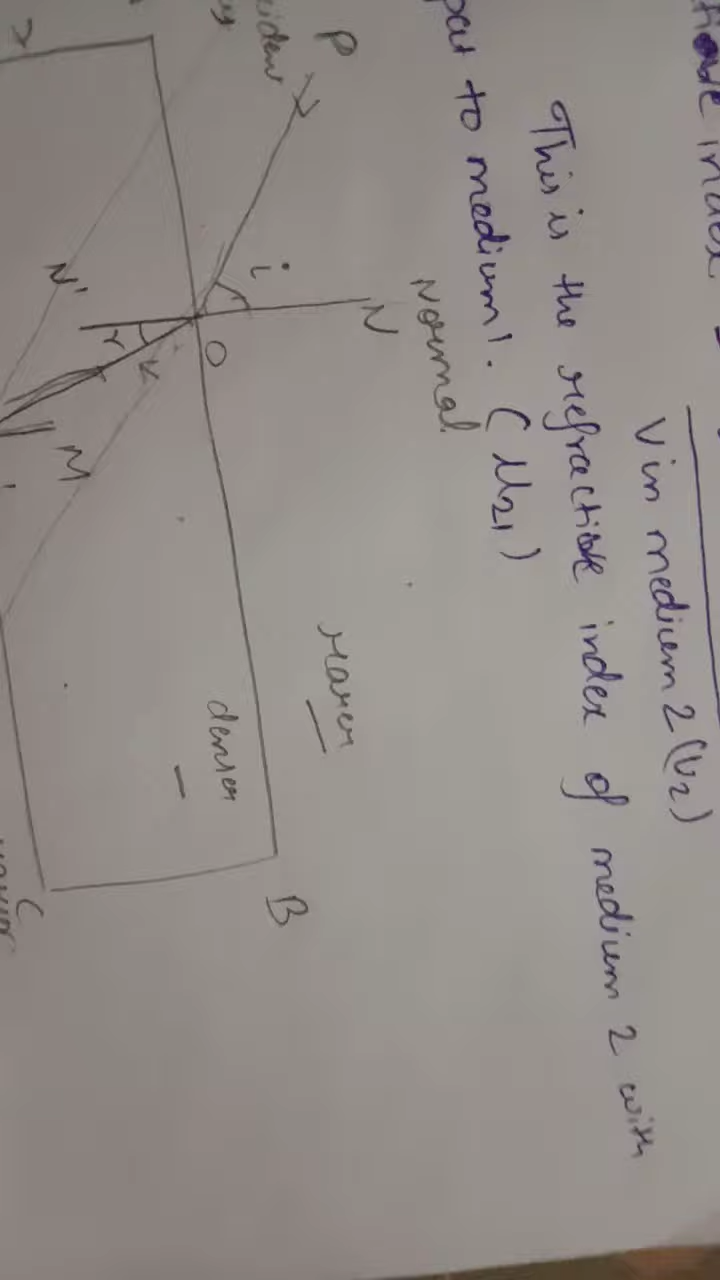 V in medium 2 (v2)
This is the refractive index of medium 2 with
to medium 1. (μ21)
Normal
P
N
i
rarer
O
N'
r
K
M
denser
B
C